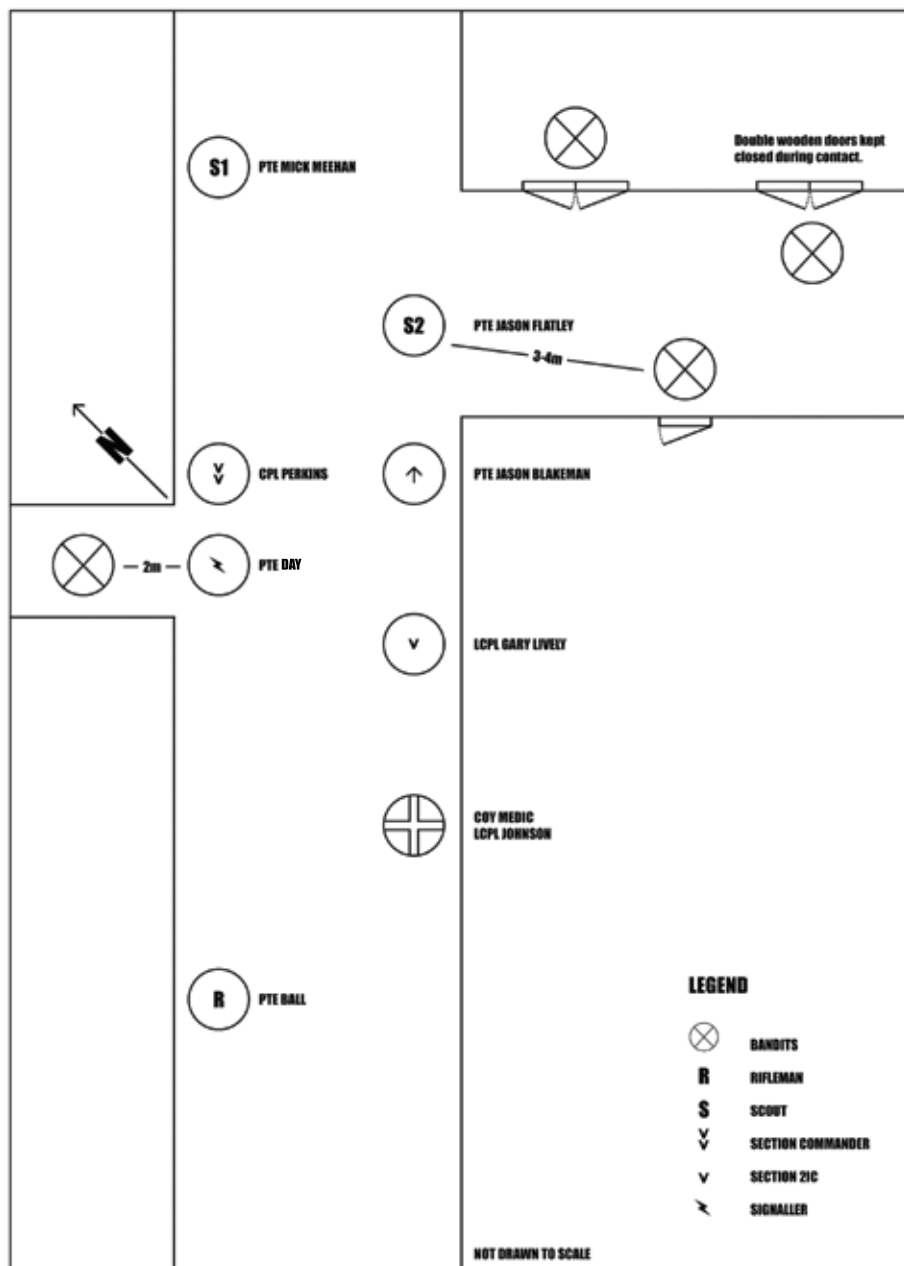 Double wooden doors kept
closed during contact.
S1 PTE MICK MEEHAN
S2 PTE JASON FLATLEY
3-4m
N
CPL PERKINS
PTE JASON BLAKEMAN
2m
PTE DAY
LCPL GARY LIVELY
COY MEDIC
LCPL JOHNSON
R PTE BALL
LEGEND
BANDITS
R RIFLEMAN
S SCOUT
SECTION COMMANDER
SECTION 2IC
SIGNALLER
NOT DRAWN TO SCALE